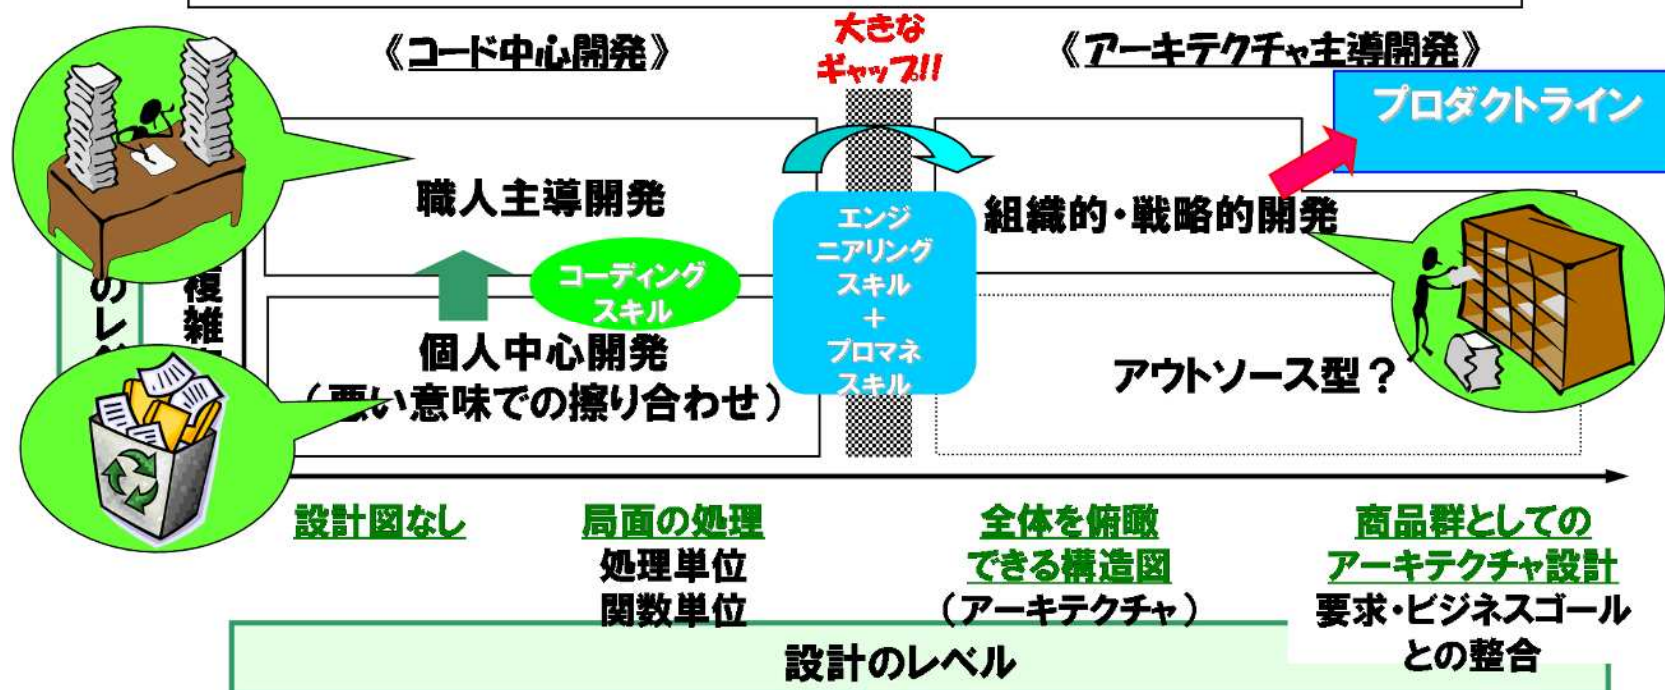 大きな
ギャップ!!
《コード中心開発》
《アーキテクチャ主導開発》
プロダクトライン
職人主導開発
組織的・戦略的開発
エンジ
ニアリング
スキル
+
プロマネ
スキル
コーディング
スキル
のレ
複雑
個人中心開発
（悪い意味での擦り合わせ）
アウトソース型？
設計図なし
局面の処理
処理単位
関数単位
全体を俯瞰
できる構造図
（アーキテクチャ）
商品群としての
アーキテクチャ設計
要求・ビジネスゴール
との整合
設計のレベル